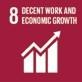 8 DECENT WORK AND
ECONOMIC GROWTH